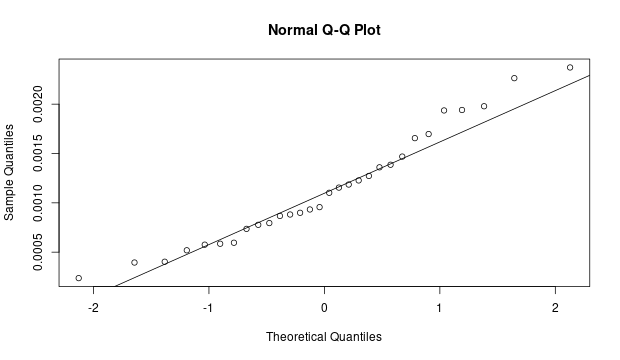 Normal Q-Q Plot
Sample Quantiles
0.0020
0.0015
0.0010
0.0005
-2 -1 0 1 2
Theoretical Quantiles